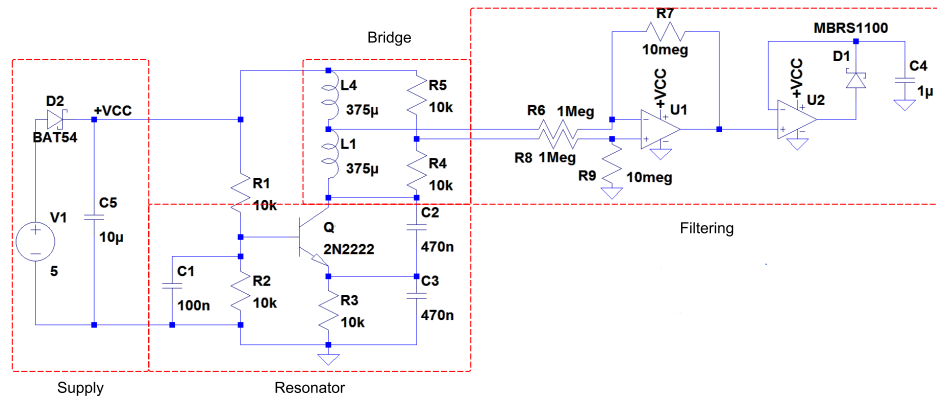 Bridge
R7
10meg
MBRS1100
D1
C4
1µ
D2
+VCC
BAT54
L4
375µ
R5
10k
R6 1Meg
+VCC
U1
+VCC
U2
L1
375µ
R4
10k
R8 1Meg
R9
10meg
R1
10k
V1
5
C5
10µ
Q
2N2222
C2
470n
Filtering
C1
100n
R2
10k
R3
10k
C3
470n
Supply
Resonator